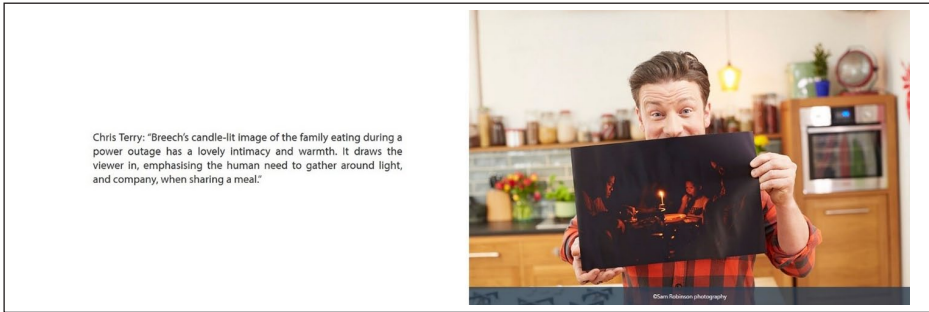 Chris Terry: “Breech’s candle-lit image of the family eating during a
power outage has a lovely intimacy and warmth. It draws the
viewer in, emphasising the human need to gather around light,
and company, when sharing a meal.”
©Sam Robinson photography